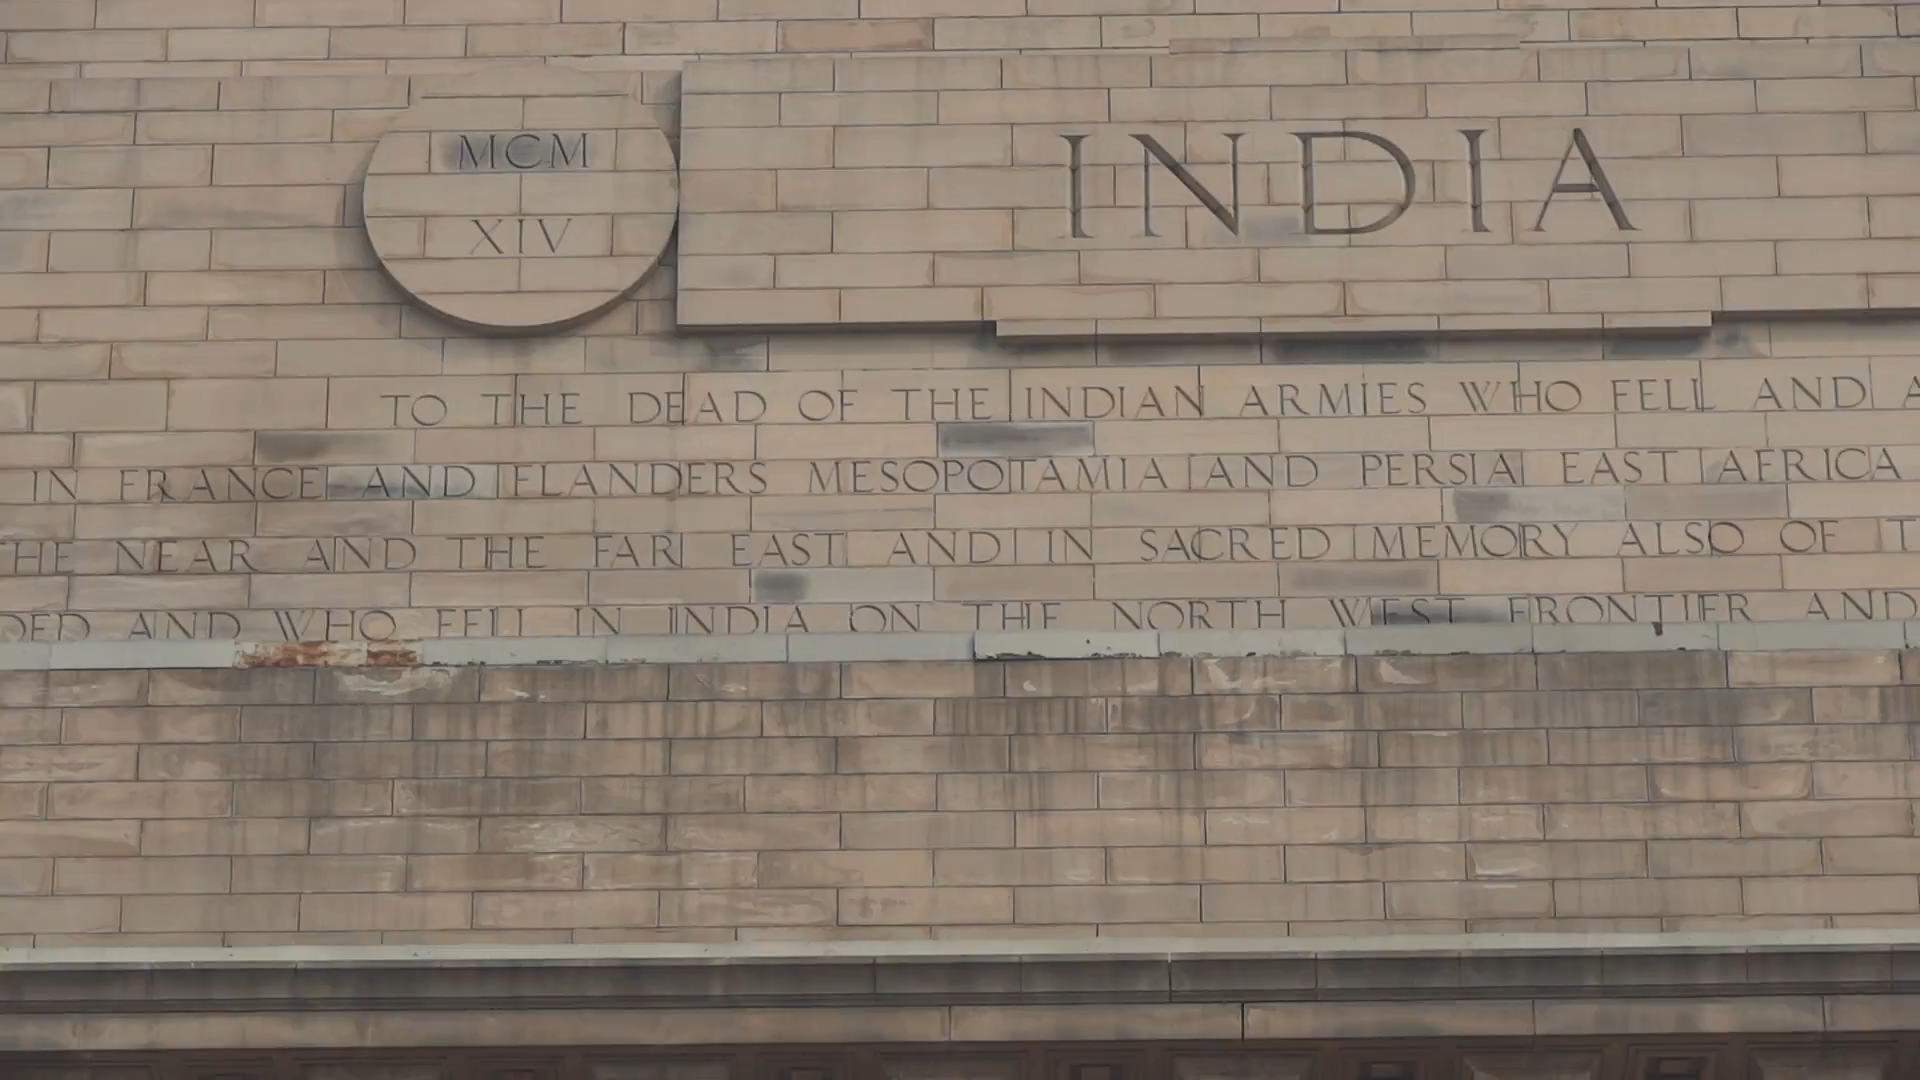 MCM
XIV
INDIA
TO THE DEAD OF THE INDIAN ARMIES WHO FELL AND
IN FRANCE AND FLANDERS MESOPOTAMIA AND PERSIA EAST AFRICA
HE NEAR AND THE FAR EAST AND IN SACRED MEMORY ALSO OF
DED AND WHO FELL IN INDIA ON THE NORTH WEST FRONTIER AND